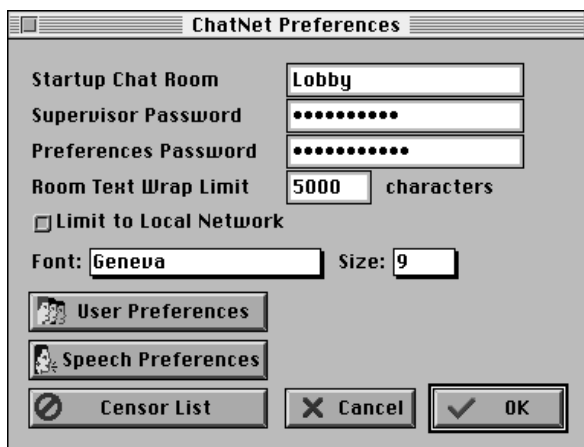 ChatNet Preferences
Startup Chat Room Lobby
Supervisor Password ••••••••••
Preferences Password •••••••••••
Room Text Wrap Limit 5000 characters
Limit to Local Network
Font: Geneva Size: 9
User Preferences
Speech Preferences
Censor List Cancel OK